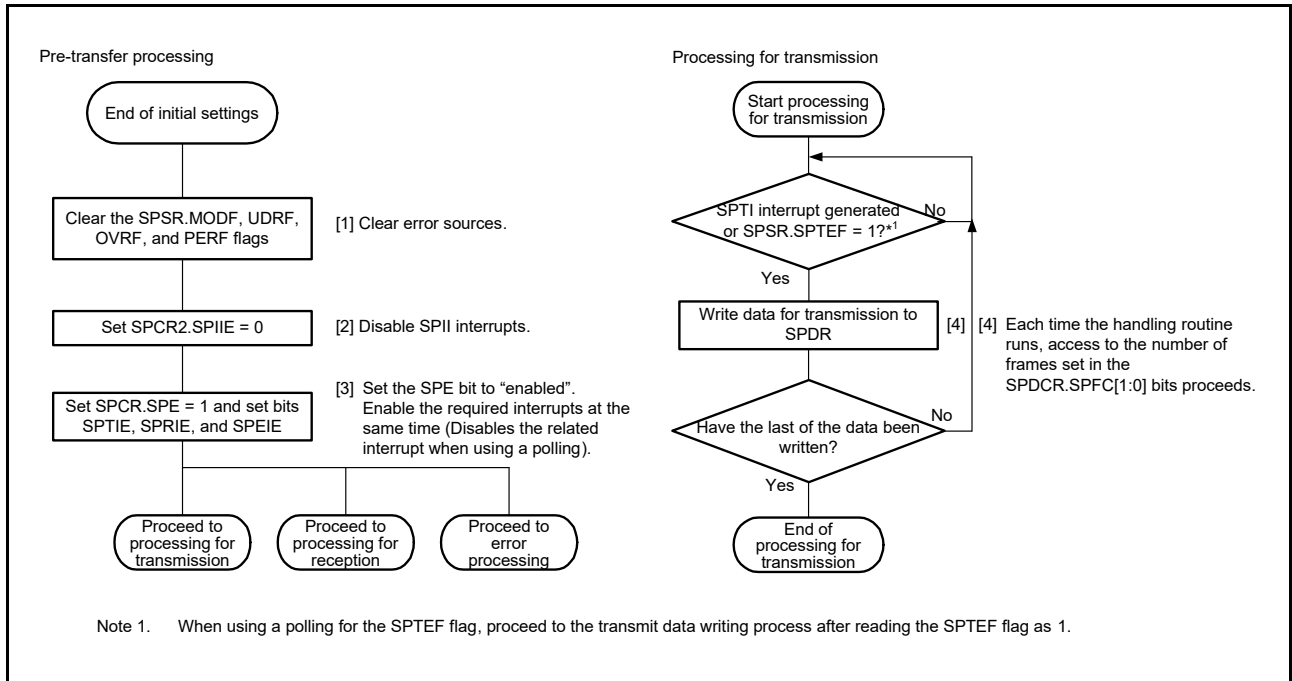 Pre-transfer processing
End of initial settings
Clear the SPSR.MODF, UDRF,
OVRF, and PERF flags
[1] Clear error sources.
Set SPCR2.SPIIE = 0
[2] Disable SPII interrupts.
Set SPCR.SPE = 1 and set bits
SPTIE, SPRIE, and SPEIE
[3] Set the SPE bit to “enabled”.
Enable the required interrupts at the
same time (Disables the related
interrupt when using a polling).
Proceed to
processing for
transmission
Proceed to
processing for
reception
Proceed to
error
processing
Processing for transmission
Start processing
for transmission
SPTI interrupt generated
or SPSR.SPTEF = 1?*1
No
Yes
Write data for transmission to
SPDR
[4]
[4] Each time the handling routine
runs, access to the number of
frames set in the
SPDCR.SPFC[1:0] bits proceeds.
Have the last of the data been
written?
No
Yes
End of
processing for
transmission
Note 1. When using a polling for the SPTEF flag, proceed to the transmit data writing process after reading the SPTEF flag as 1.